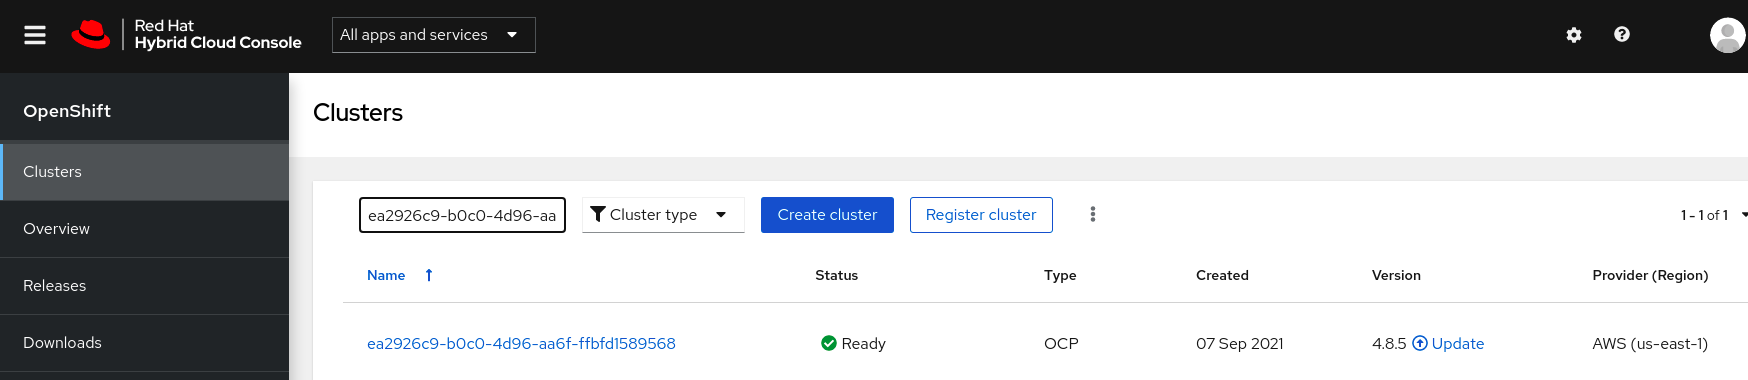 Red Hat
Hybrid Cloud Console
All apps and services
OpenShift
Clusters
Overview
Releases
Downloads
Clusters
ea2926c9-b0c0-4d96-aa
Cluster type
Create cluster
Register cluster
1 - 1 of 1
Name Status Type Created Version Provider (Region)
ea2926c9-b0c0-4d96-aa6f-ffbfd1589568 Ready OCP 07 Sep 2021 4.8.5 Update AWS (us-east-1)